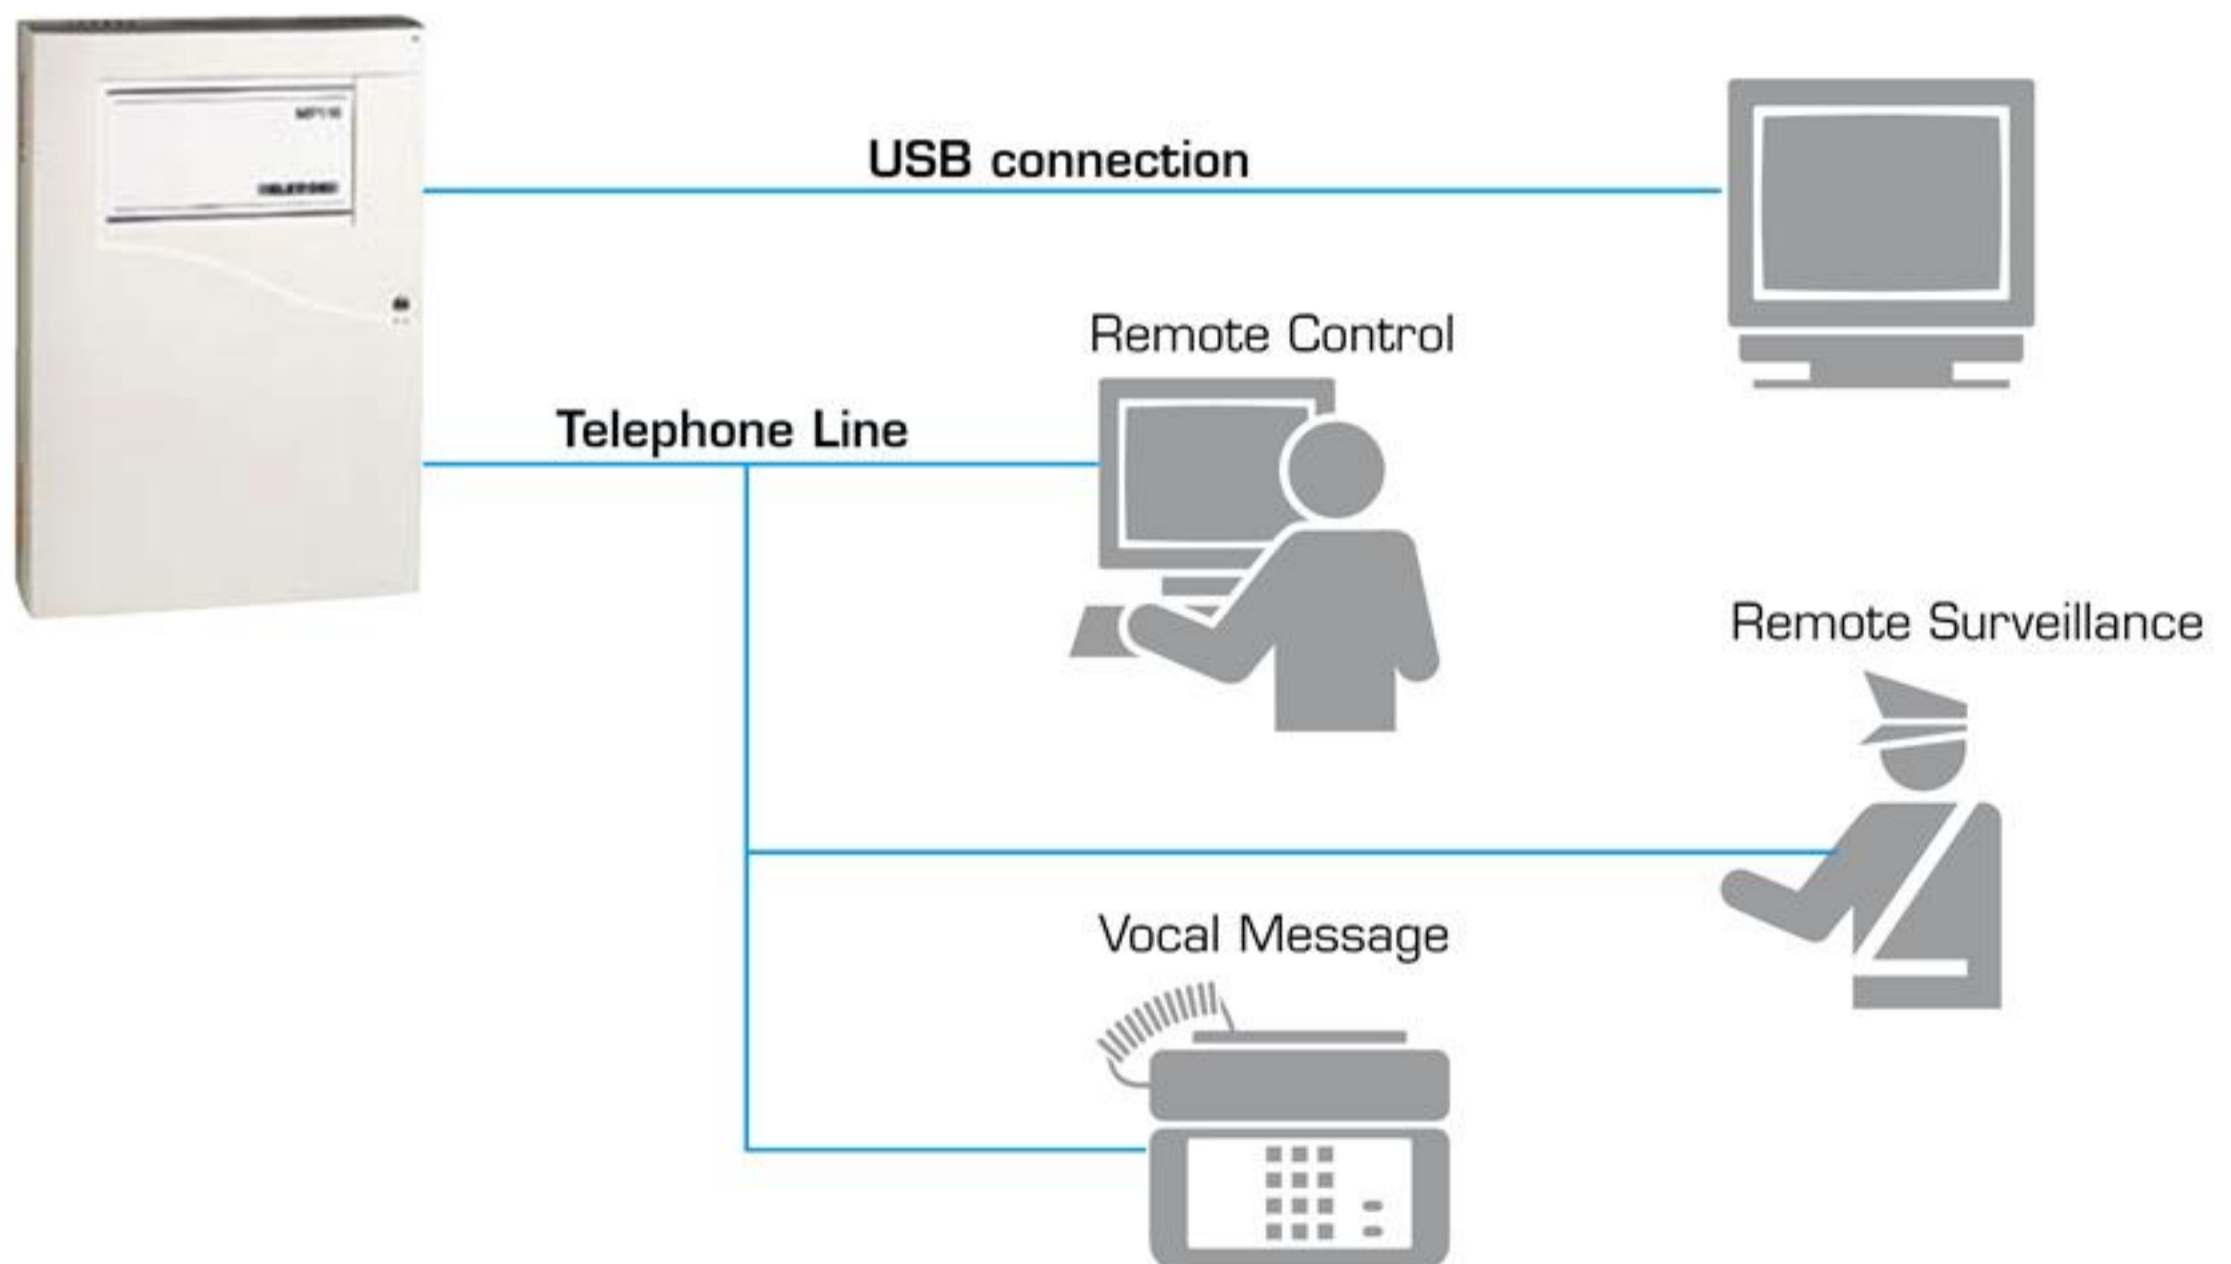 USB connection
Remote Control
Telephone Line
Remote Surveillance
Vocal Message